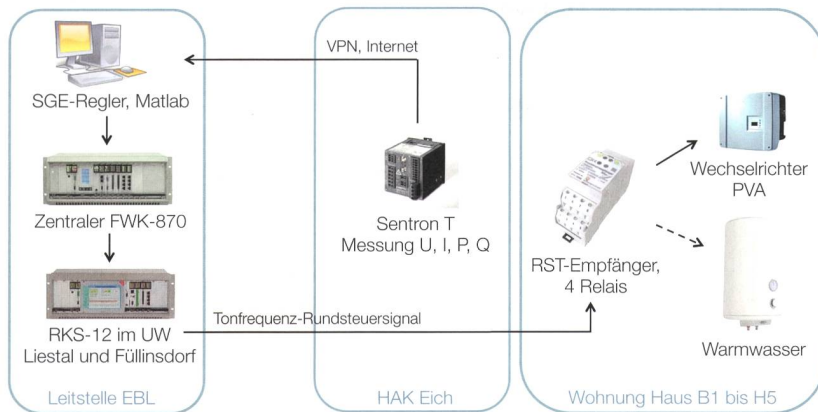 VPN, Internet
SGE-Regler, Matlab
Zentraler FWK-870
RKS-12 im UW
Liestal und Füllinsdorf
Leitstelle EBL
Sentron T
Messung U, I, P, Q
Tonfrequenz-Rundsteuersignal
HAK Eich
Wechselrichter
PVA
RST-Empfänger,
4 Relais
Warmwasser
Wohnung Haus B1 bis H5